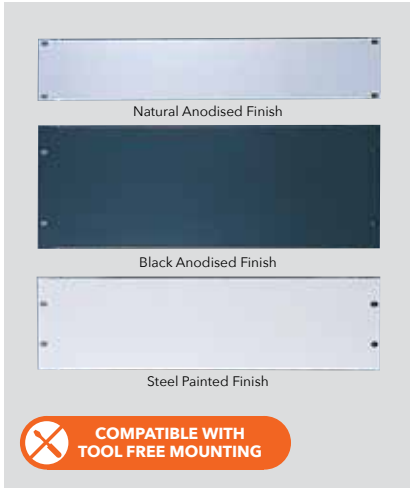 Natural Anodised Finish
Black Anodised Finish
Steel Painted Finish
COMPATIBLE WITH
TOOL FREE MOUNTING